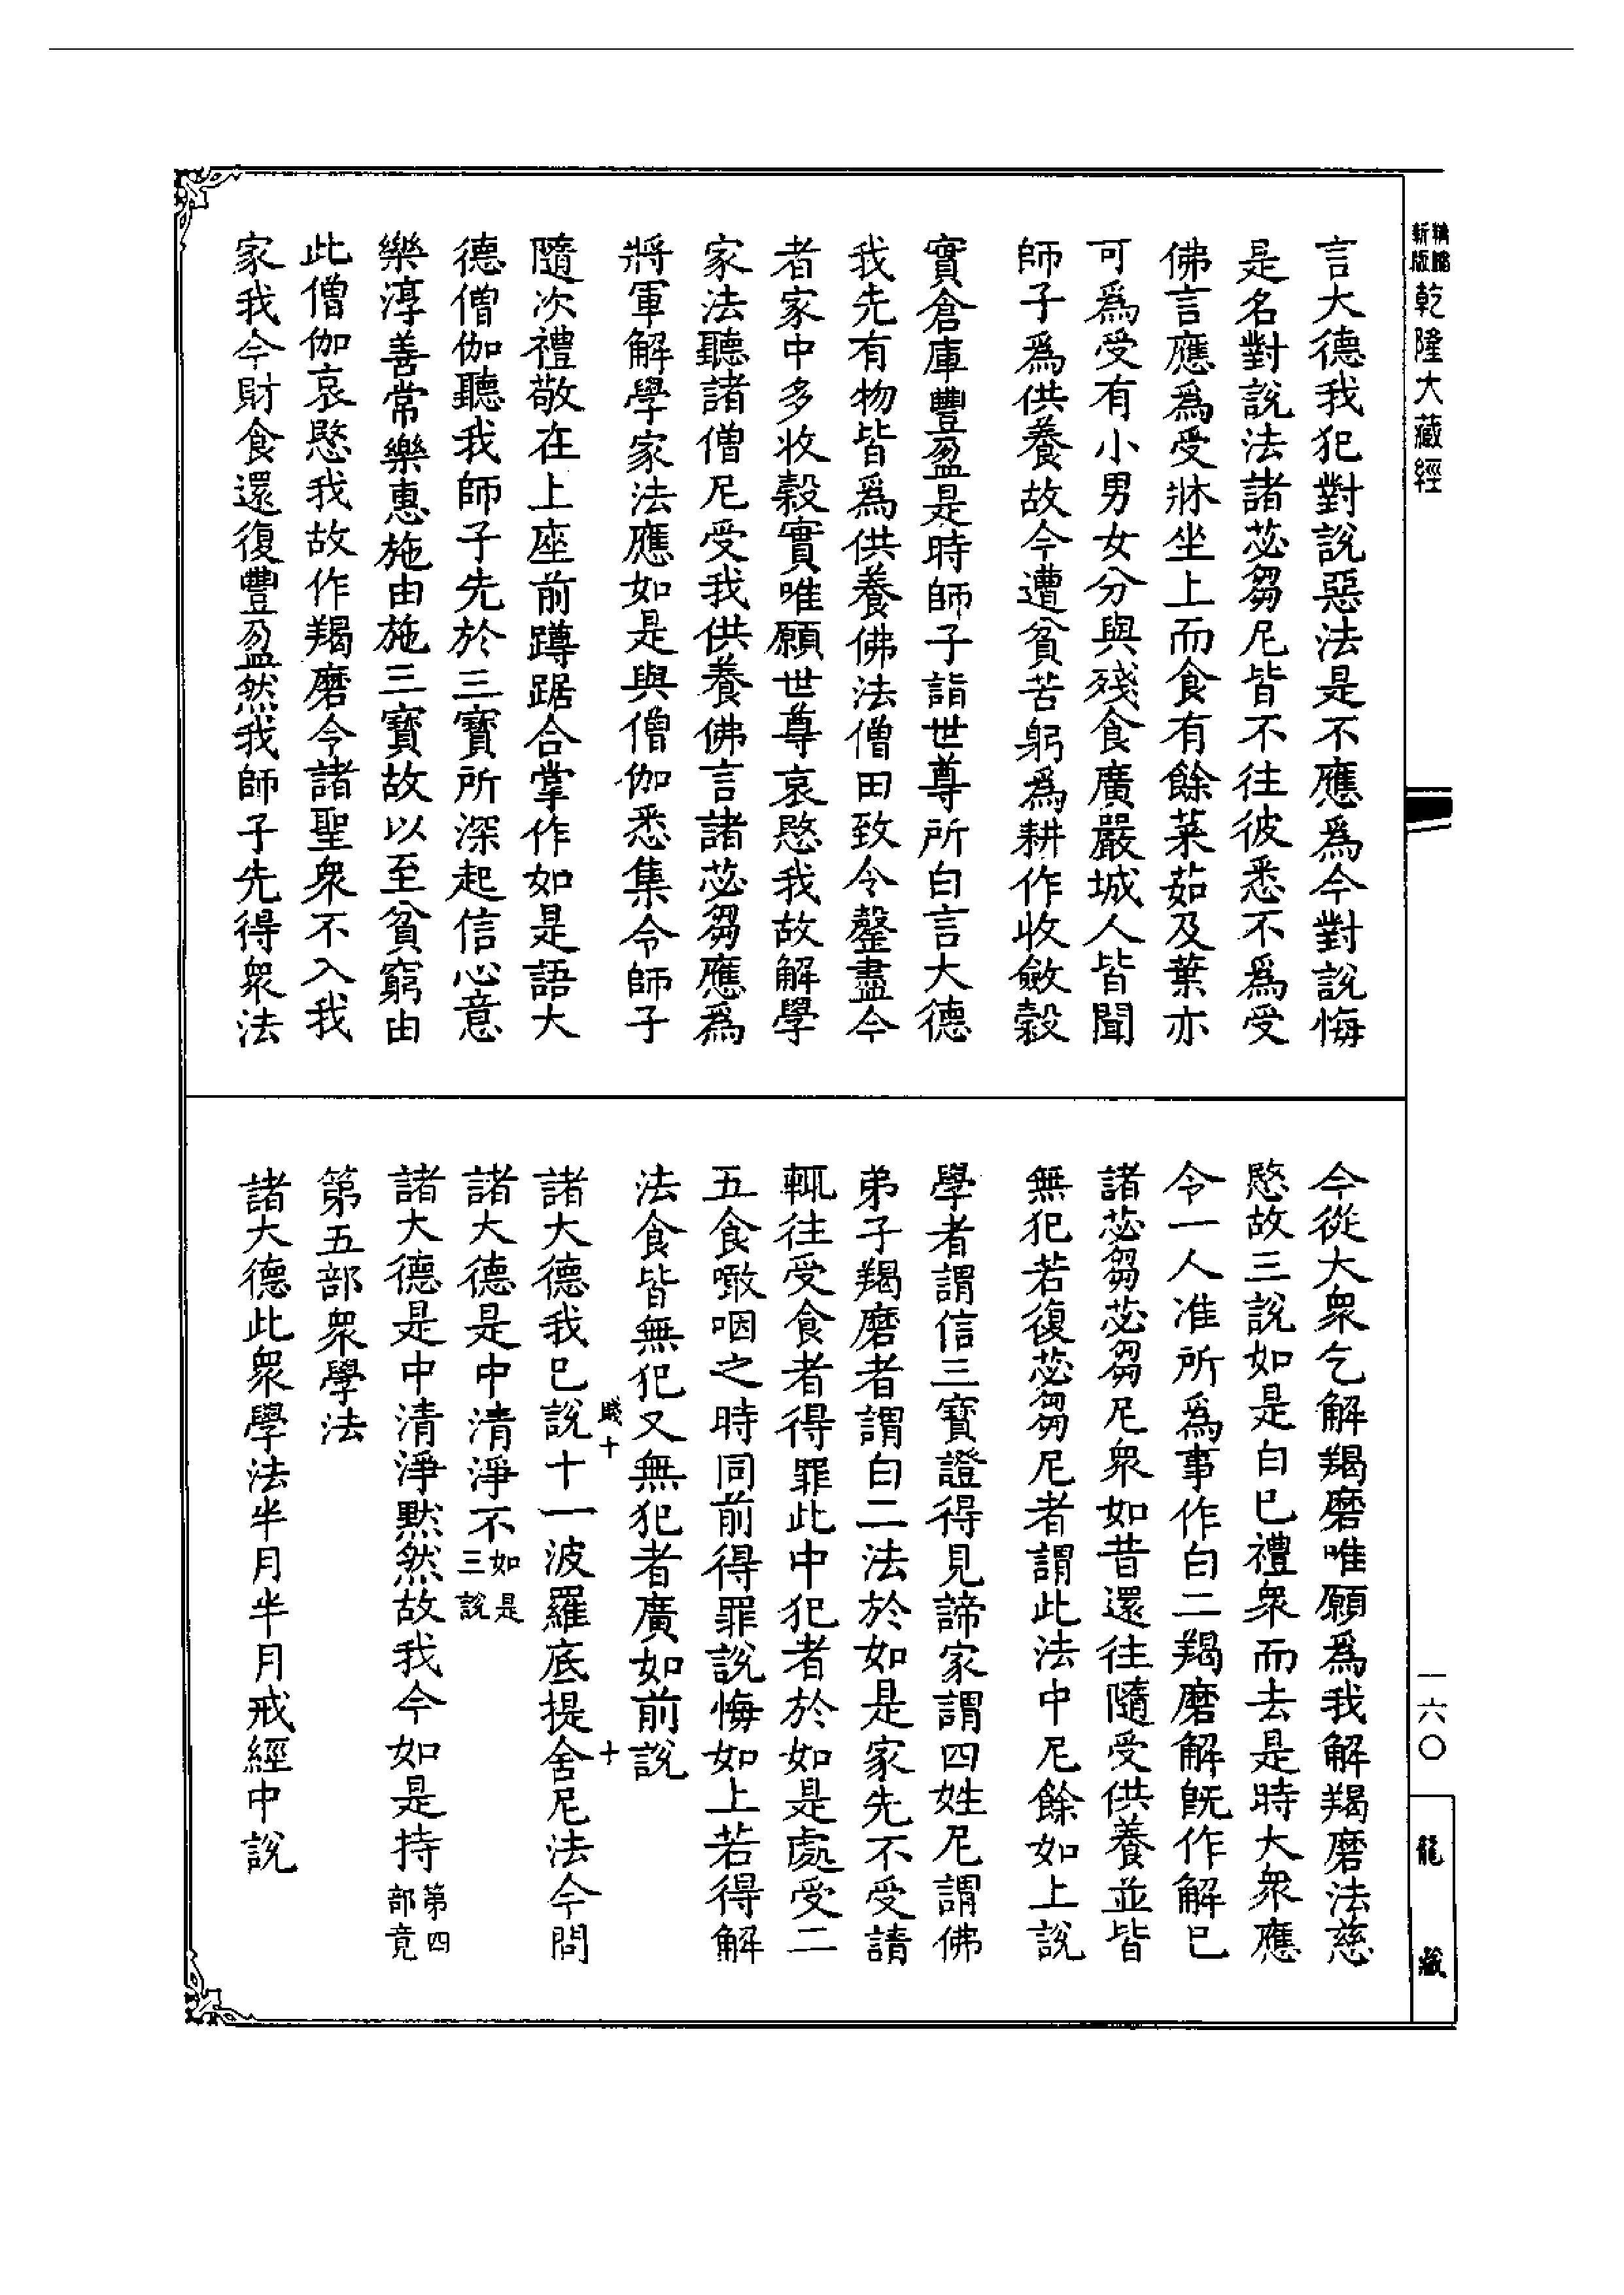 新編縮版乾隆大藏經
言大德我犯對說惡法是不應爲今對說悔
是名對說法諸苾芻尼皆不往彼悉不爲受
佛言應爲受牀坐上而食有餘菜茹及葉亦
可爲受有小男女分與殘食廣嚴城人皆聞
師子爲供養故今遭貧苦躬爲耕作收斂穀
實倉庫豐盈是時師子詣世尊所白言大德
我先有物皆爲供養佛法僧田致令罄盡今
者家中多收穀實唯願世尊哀愍我故解學
家法聽諸僧尼受我供養佛言諸苾芻應爲
將軍解學家法應如是與僧伽悉集令師子
隨次禮敬在上座前蹲踞合掌作如是語大
德僧伽聽我師子先於三寶所深起信心意
樂淳善常樂惠施由施三寶故以至貧窮由
此僧伽哀愍我故作羯磨今諸聖衆不入我
家我今財食還復豐盈然我師子先得衆法
今從大衆乞解羯磨唯願爲我解羯磨法慈
愍故三說如是白已禮衆而去是時大衆應
令一人准所爲事作白二羯磨解旣作解已
諸苾芻苾芻尼衆如昔還往隨受供養並皆
無犯若復苾芻尼者謂此法中尼餘如上說
學者謂信三寶證得見諦家謂四姓尼謂佛
弟子羯磨者謂白二法於如是家先不受請
輒往受食者得罪此中犯者於如是處受二
五食噉咽之時同前得罪說悔如上若得解
法食皆無犯又無犯者廣如前說
諸大德我已說十一波羅底提舍尼法今問
諸大德是中清淨不如是三說
諸大德是中清淨默然故我今如是持第四部竟
第五部衆學法
諸大德此衆學法半月半月戒經中說
十
十
一六〇
龍藏